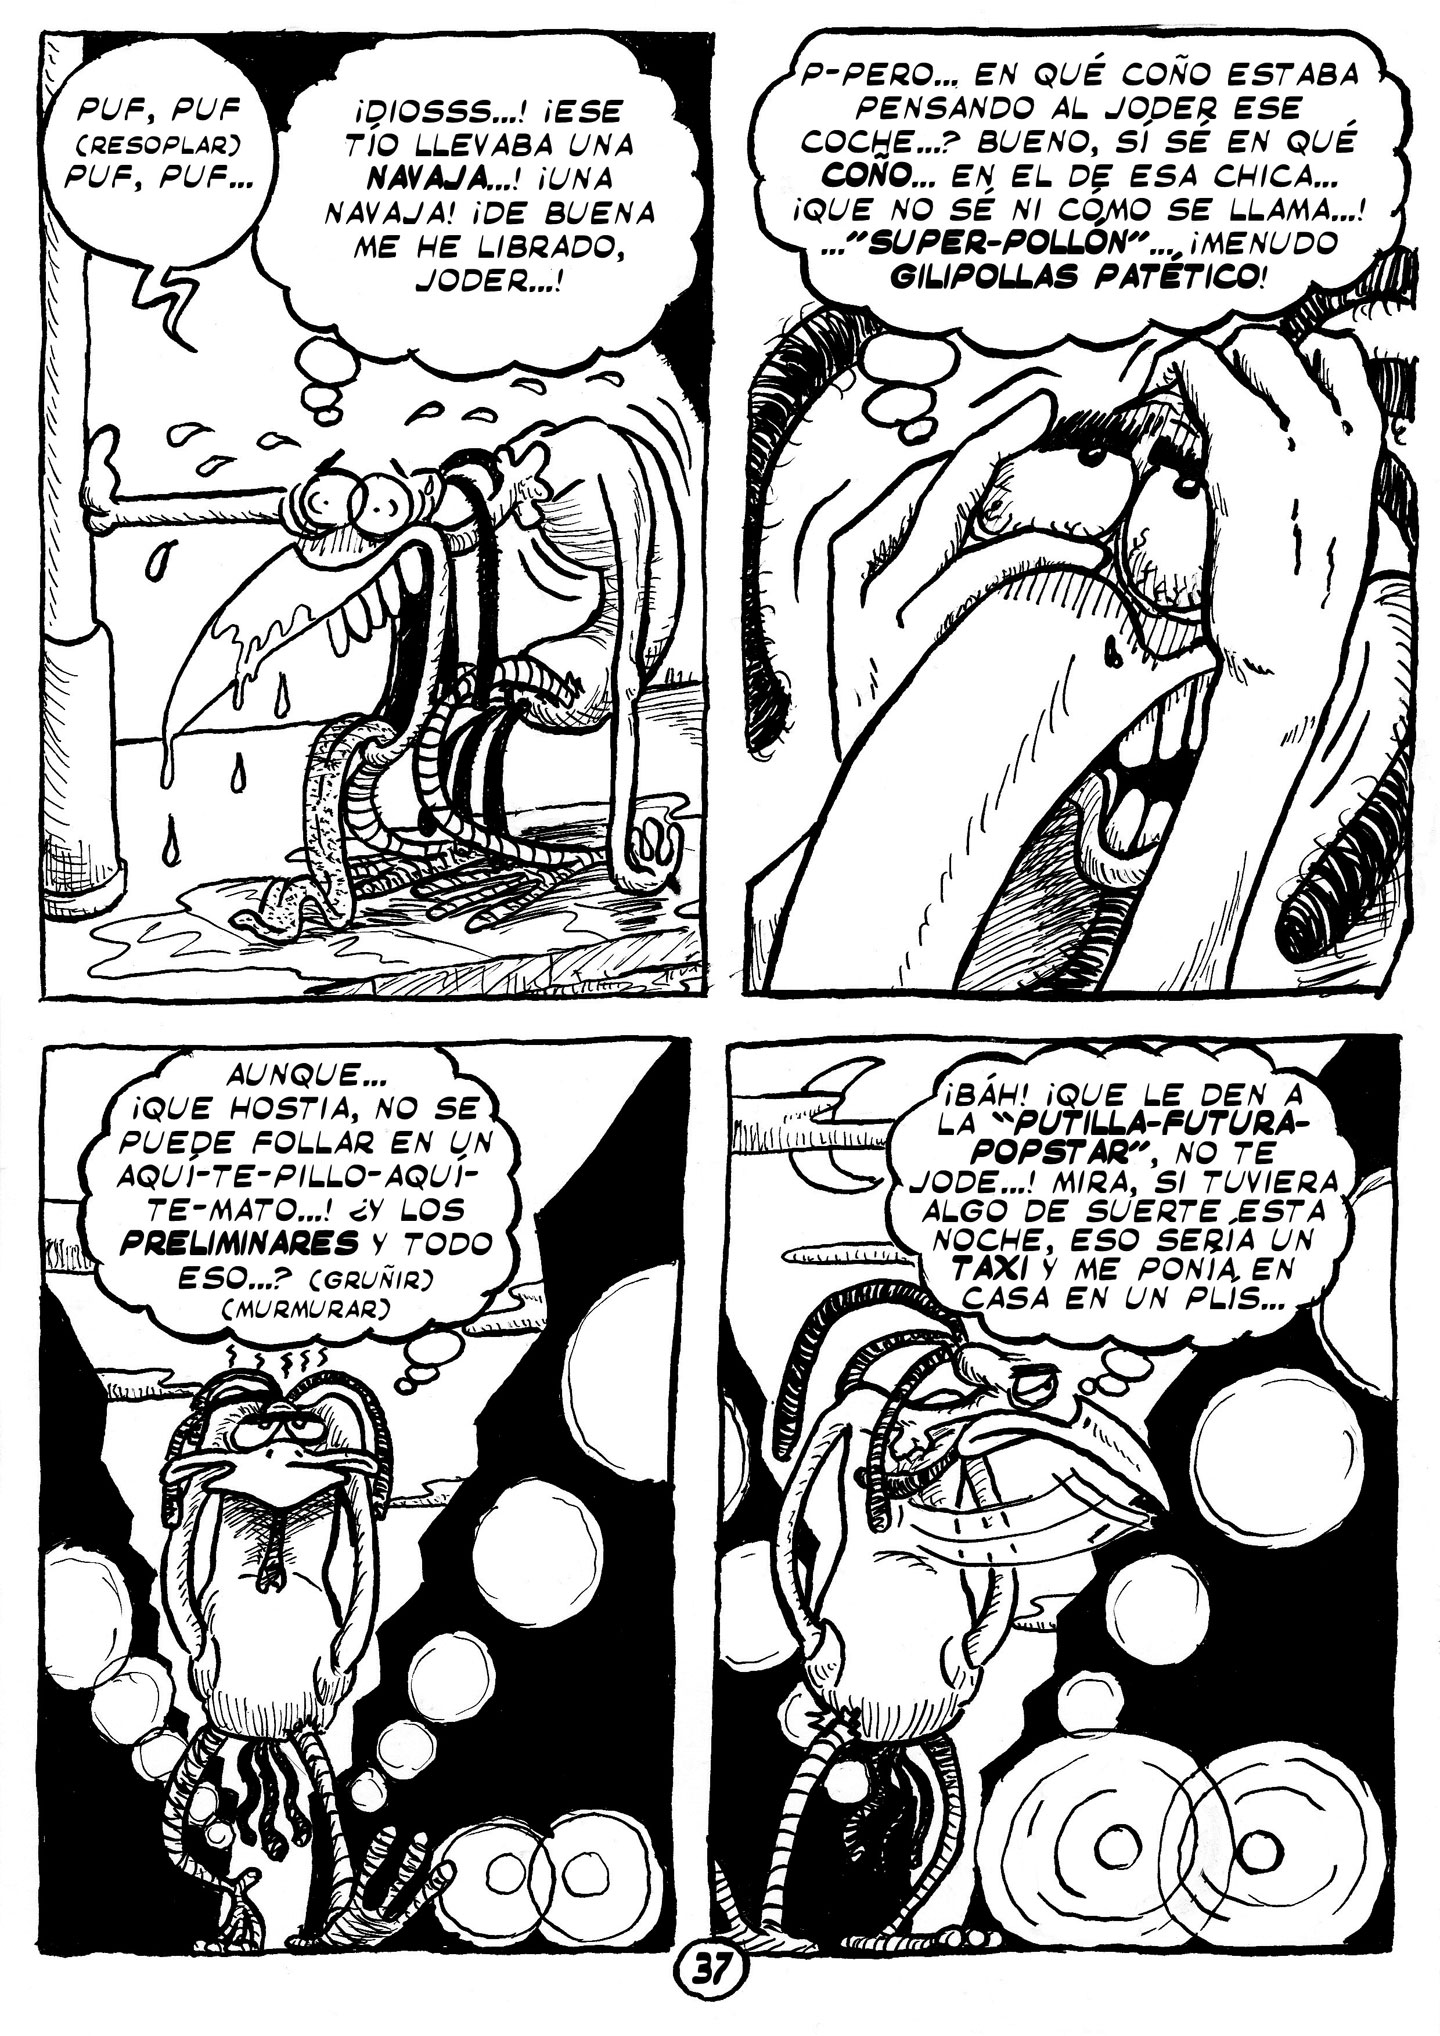 PUF, PUF
(RESOPLAR)
PUF, PUF...
¡DIOSSS...! ¡ESE
TÍO LLEVABA UNA
NAVAJA...! ¡UNA
NAVAJA! ¡DE BUENA
ME HE LIBRADO,
JODER...!
P-PERO... EN QUÉ COÑO ESTABA
PENSANDO AL JODER ESE
COCHE...? BUENO, SÍ SÉ EN QUÉ
COÑO... EN EL DE ESA CHICA...
¡QUE NO SÉ NI CÓMO SE LLAMA...!
..."SUPER-POLLÓN"... ¡MENUDO
GILIPOLLAS PATÉTICO!
AUNQUE...
¡QUE HOSTIA, NO SE
PUEDE FOLLAR EN UN
AQUÍ-TE-PILLO-AQUÍ-
TE-MATO...! ¿Y LOS
PRELIMINARES Y TODO
ESO...? (GRUÑIR)
(MURMURAR)
¡BÁH! ¡QUE LE DEN A
LA "PUTILLA-FUTURA-
POPSTAR", NO TE
JODE...! MIRA, SI TUVIERA
ALGO DE SUERTE ESTA
NOCHE, ESO SERÍA UN
TAXI Y ME PONÍA EN
CASA EN UN PLÍS...
37